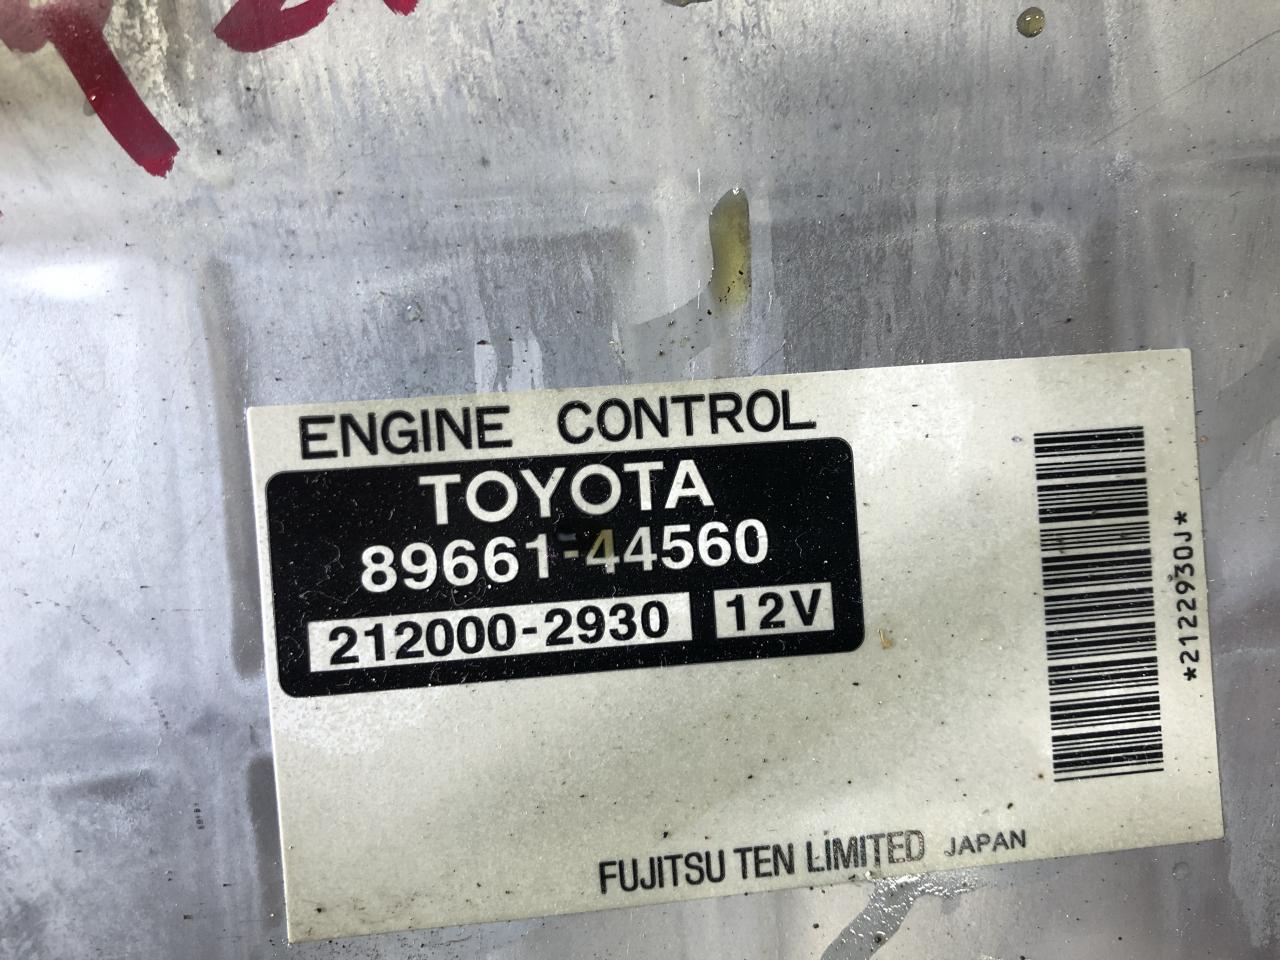 ENGINE CONTROL
TOYOTA
89661-44560
212000-2930 12V
*2122930J*
FUJITSU TEN LIMITED JAPAN